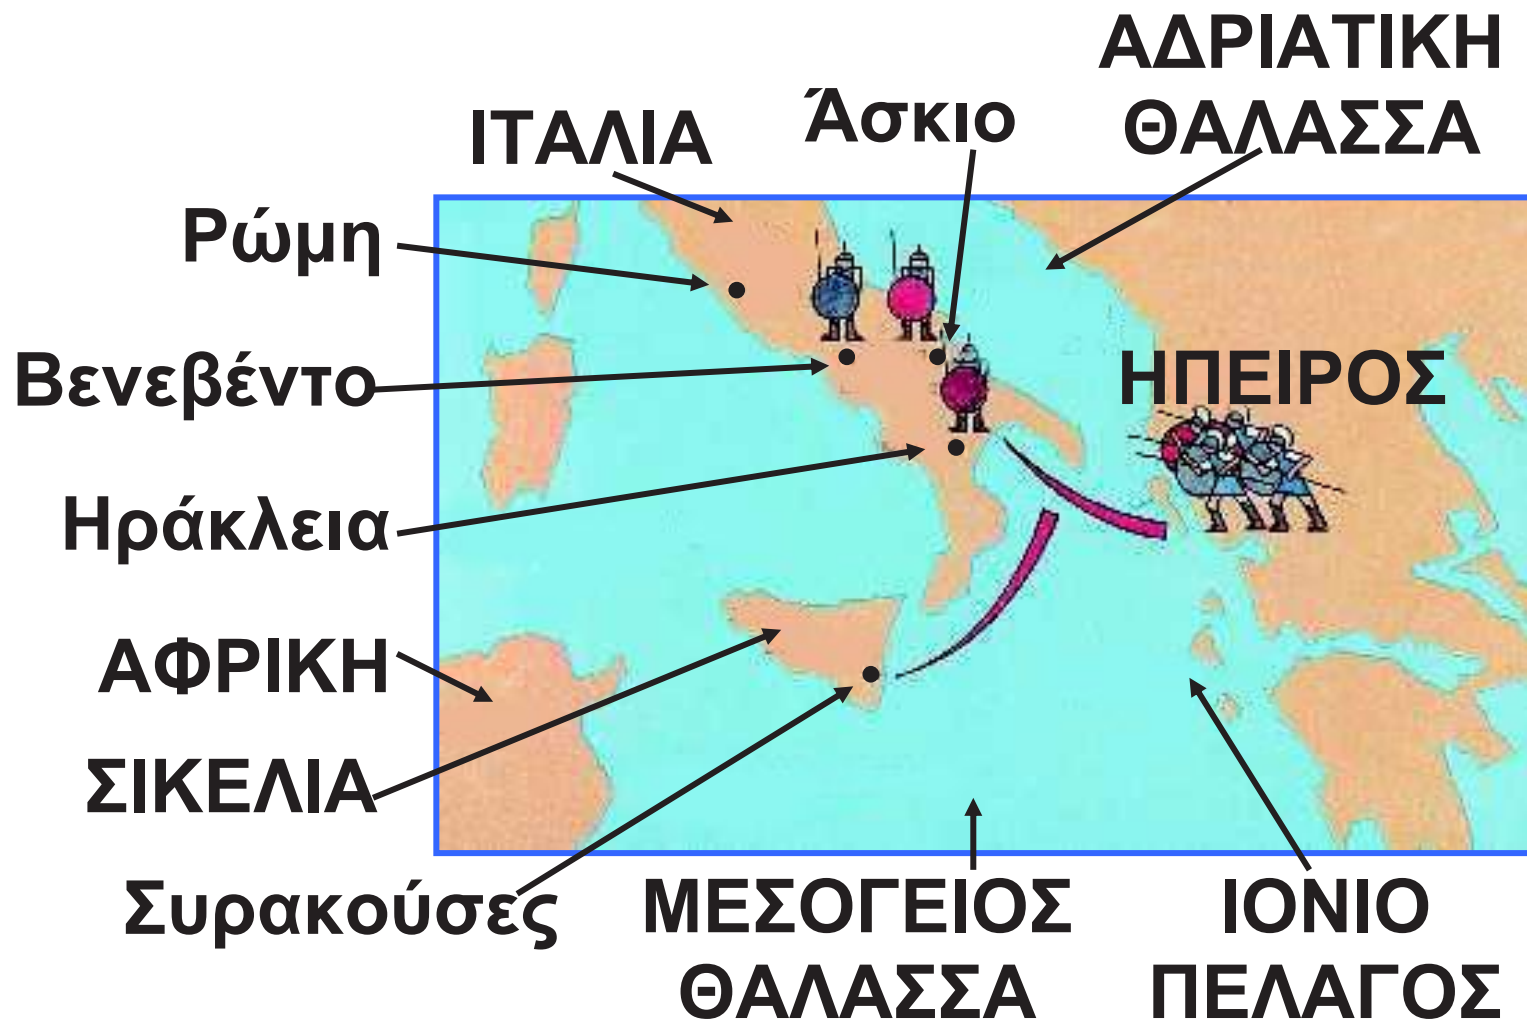 ΑΔΡΙΑΤΙΚΗ
ΘΑΛΑΣΣΑ
Άσκιο
ΙΤΑΛΙΑ
Ρώμη
Βενεβέντο
ΗΠΕΙΡΟΣ
Ηράκλεια
ΑΦΡΙΚΗ
ΣΙΚΕΛΙΑ
Συρακούσες
ΜΕΣΟΓΕΙΟΣ
ΘΑΛΑΣΣΑ
ΙΟΝΙΟ
ΠΕΛΑΓΟΣ